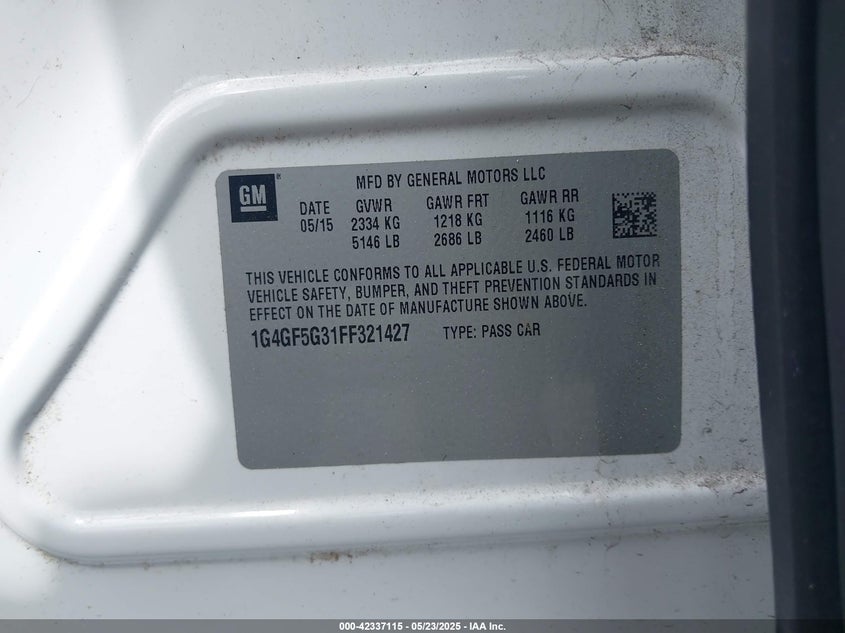 GM
MFD BY GENERAL MOTORS LLC
DATE GVWR GAWR FRT GAWR RR
05/15 2334 KG 1218 KG 1116 KG
5146 LB 2686 LB 2460 LB
THIS VEHICLE CONFORMS TO ALL APPLICABLE U.S. FEDERAL MOTOR
VEHICLE SAFETY, BUMPER, AND THEFT PREVENTION STANDARDS IN
EFFECT ON THE DATE OF MANUFACTURE SHOWN ABOVE.
1G4GF5G31FF321427 TYPE: PASS CAR
000-42337115 — 05/23/2025 — IAA Inc.